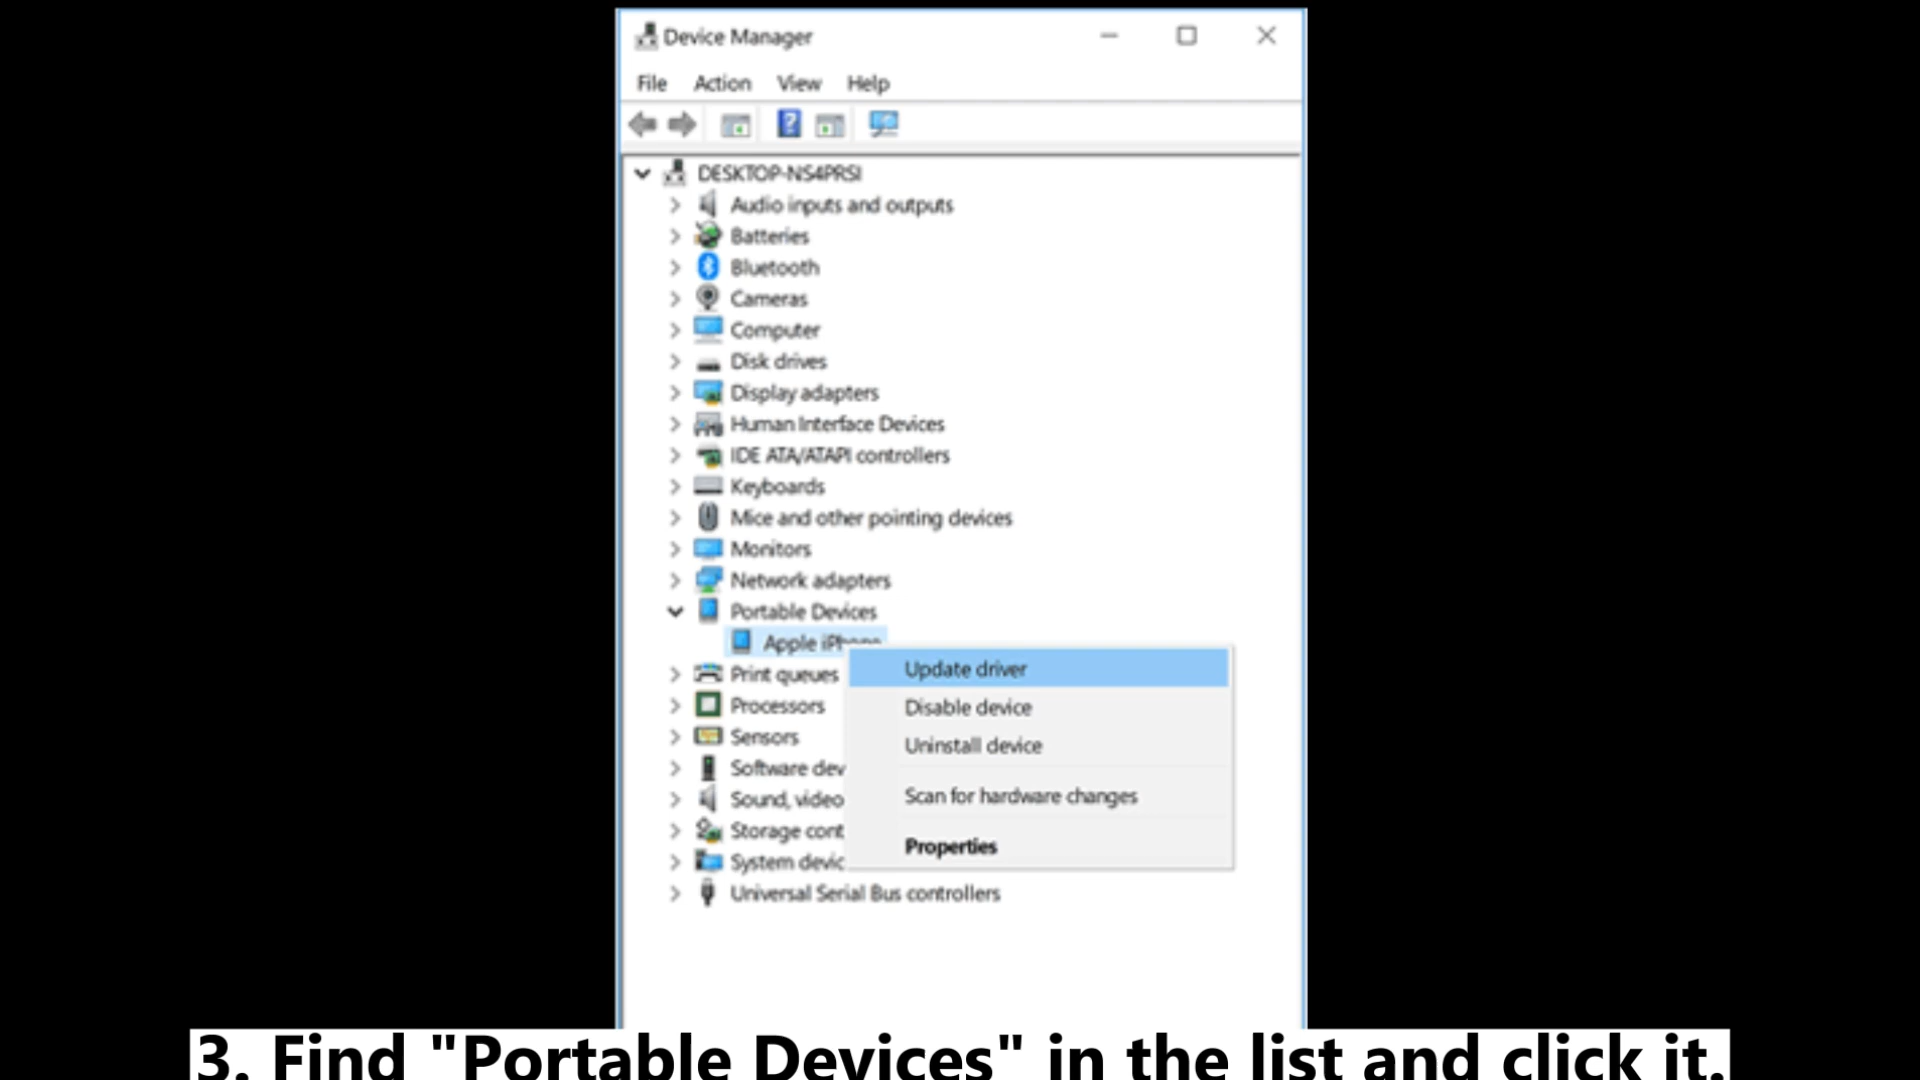 Device Manager
File Action View Help
DESKTOP-NS4PRSI
Audio inputs and outputs
Batteries
Bluetooth
Cameras
Computer
Disk drives
Display adapters
Human Interface Devices
IDE ATA/ATAPI controllers
Keyboards
Mice and other pointing devices
Monitors
Network adapters
Portable Devices
Apple iPhone
Update driver
Print queues
Disable device
Processors
Uninstall device
Sensors
Software dev
Scan for hardware changes
Sound, video
Storage cont
Properties
System devic
Universal Serial Bus controllers
3. Find "Portable Devices" in the list and click it.